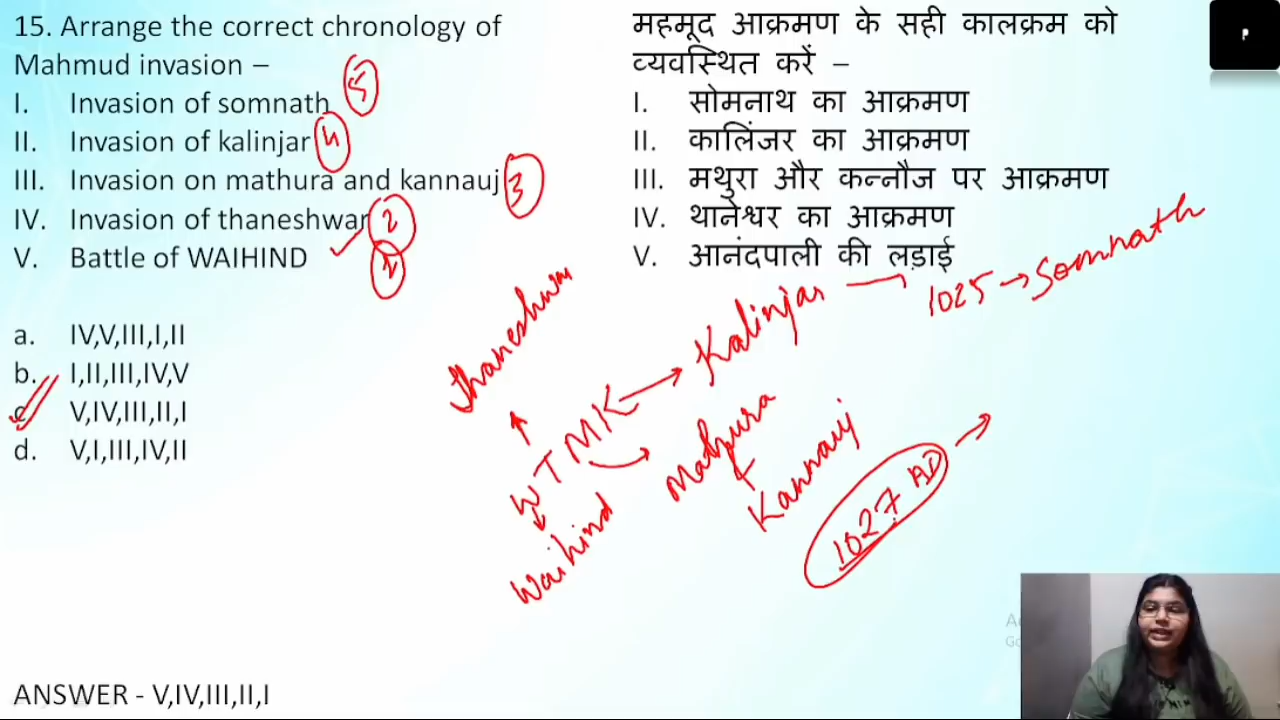 15. Arrange the correct chronology of
Mahmud invasion –
I. Invasion of somnath 5
II. Invasion of kalinjar 4
III. Invasion on mathura and kannauj 3
IV. Invasion of thaneshwar 2
V. Battle of WAIHIND
a. IV,V,III,I,II
b. I,II,III,IV,V
c. V,IV,III,II,I
d. V,I,III,IV,II
महमूद आक्रमण के सही कालक्रम को
व्यवस्थित करें –
I. सोमनाथ का आक्रमण
II. कालिंजर का आक्रमण
III. मथुरा और कन्नौज पर आक्रमण
IV. थानेश्वर का आक्रमण
V. आनंदपाली की लड़ाई
Thaneshwar
WTMK → Kalinjar — 1025 → Somnath
Mathura
Kannauj
Waihind
1027 AD →
ANSWER - V,IV,III,II,I